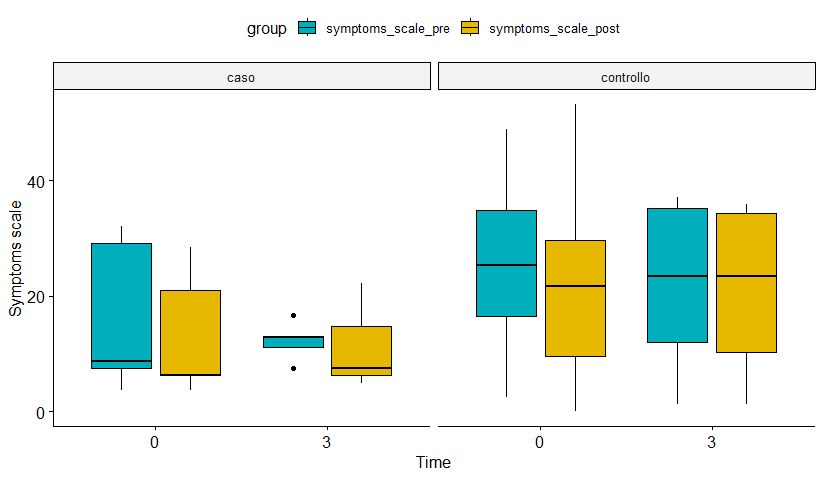 group symptoms_scale_pre symptoms_scale_post
caso controllo
Symptoms scale
40
20
0
0 3 0 3
Time